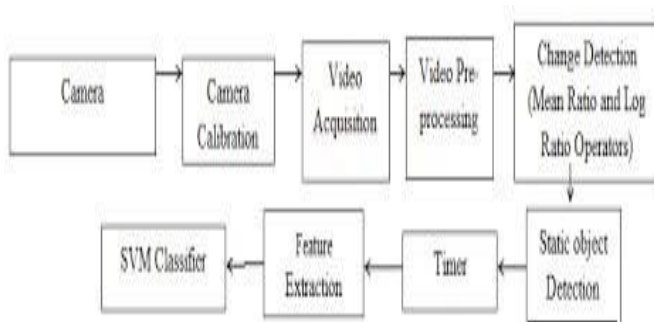 Camera
Camera
Calibration
Video
Acquisition
Video Pre-
processing
Change Detection
(Mean Ratio and Log
Ratio Operators)
Static object
Detection
Timer
Feature
Extraction
SVM Classifier